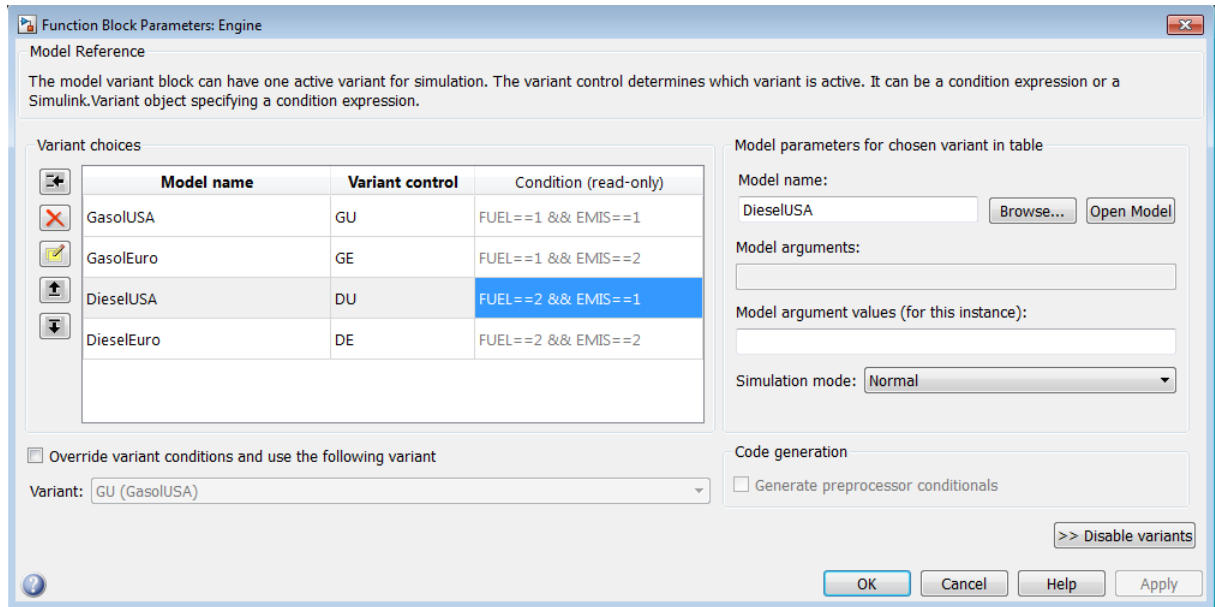 Function Block Parameters: Engine
Model Reference
The model variant block can have one active variant for simulation. The variant control determines which variant is active. It can be a condition expression or a
Simulink.Variant object specifying a condition expression.
Variant choices
Model name Variant control Condition (read-only)
GasolUSA GU FUEL==1 && EMIS==1
GasolEuro GE FUEL==1 && EMIS==2
DieselUSA DU FUEL==2 && EMIS==1
DieselEuro DE FUEL==2 && EMIS==2
Override variant conditions and use the following variant
Variant: GU (GasolUSA)
Model parameters for chosen variant in table
Model name:
DieselUSA Browse... Open Model
Model arguments:
Model argument values (for this instance):
Simulation mode: Normal
Code generation
Generate preprocessor conditionals
>> Disable variants
OK Cancel Help Apply